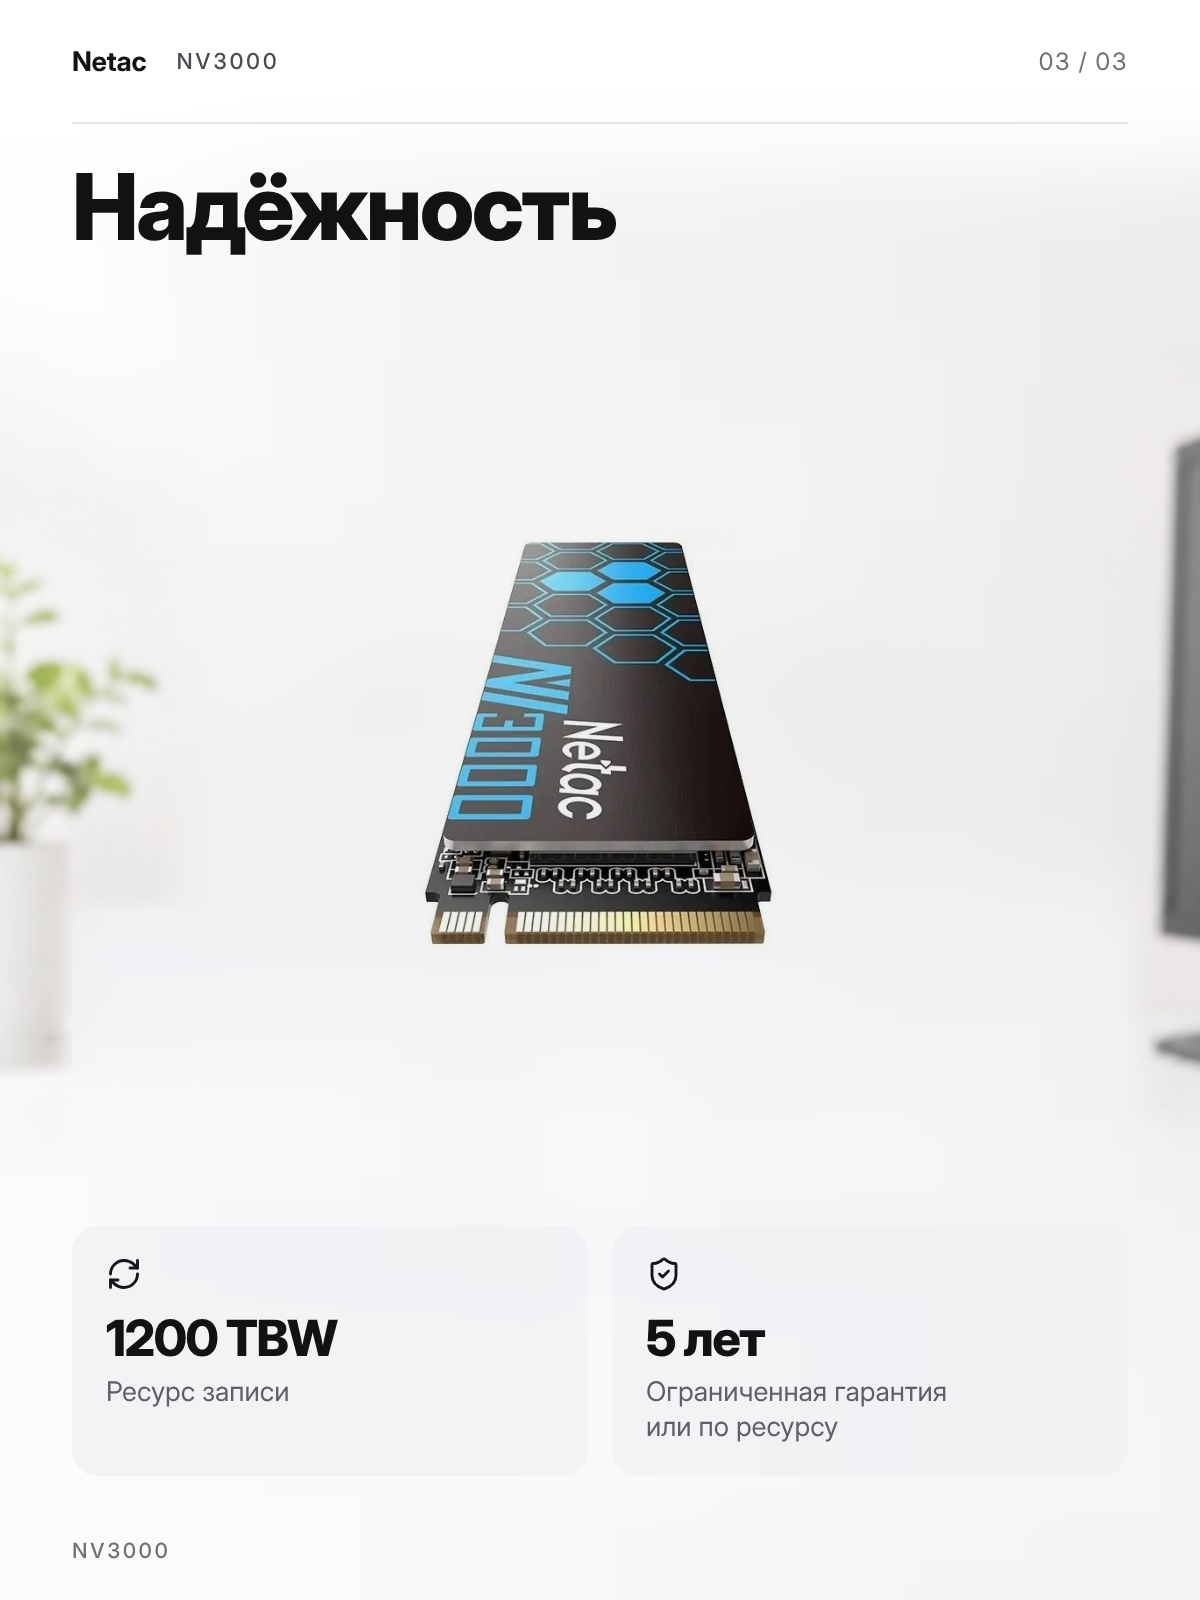 Netac NV3000 03 / 03
Надёжность
NV3000
Netac
1200 TBW
Ресурс записи
5 лет
Ограниченная гарантия
или по ресурсу
NV3000